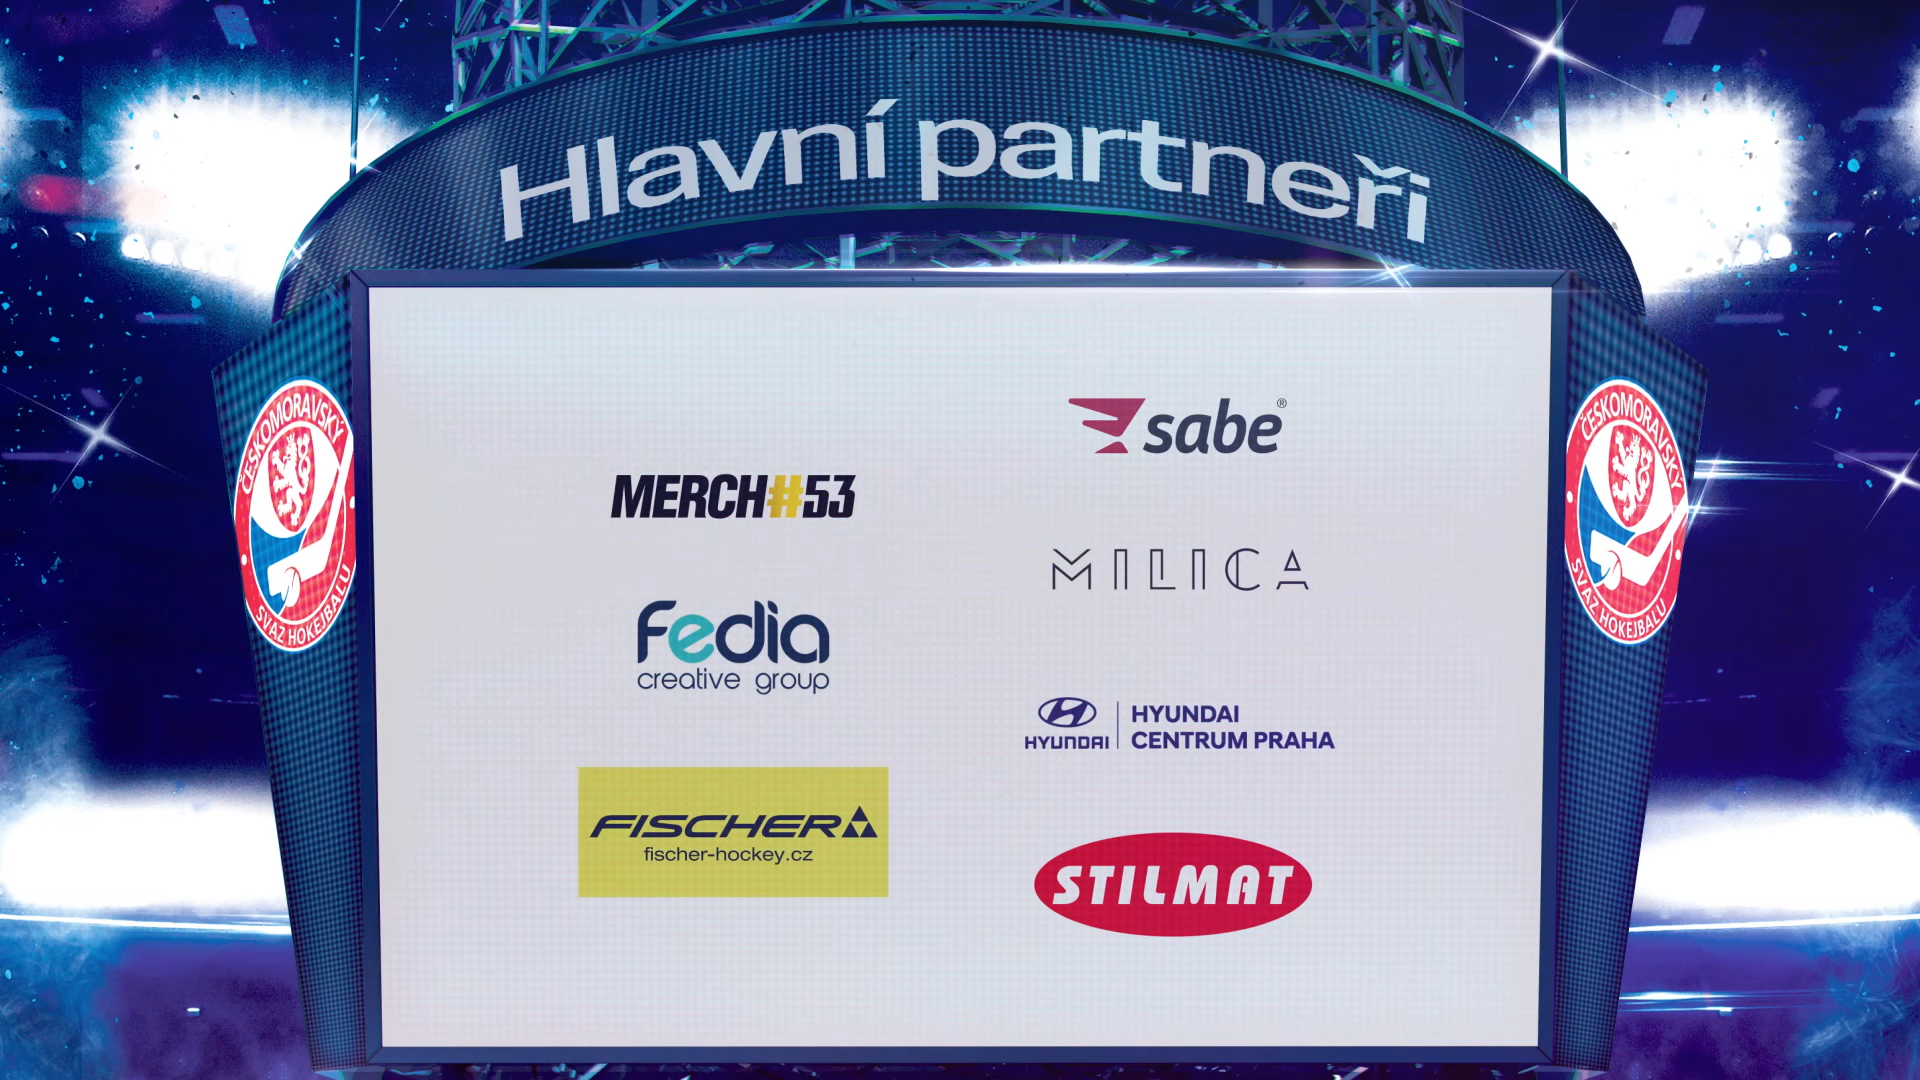 Hlavní partneři
ČESKOMORAVSKÝ
SVAZ HOKEJBALU
MERCH#53
Fedia
creative group
FISCHER
fischer-hockey.cz
sabe®
MILICA
HYUNDAI
HYUNDAI
CENTRUM PRAHA
STILMAT
ČESKOMORAVSKÝ
SVAZ HOKEJBALU